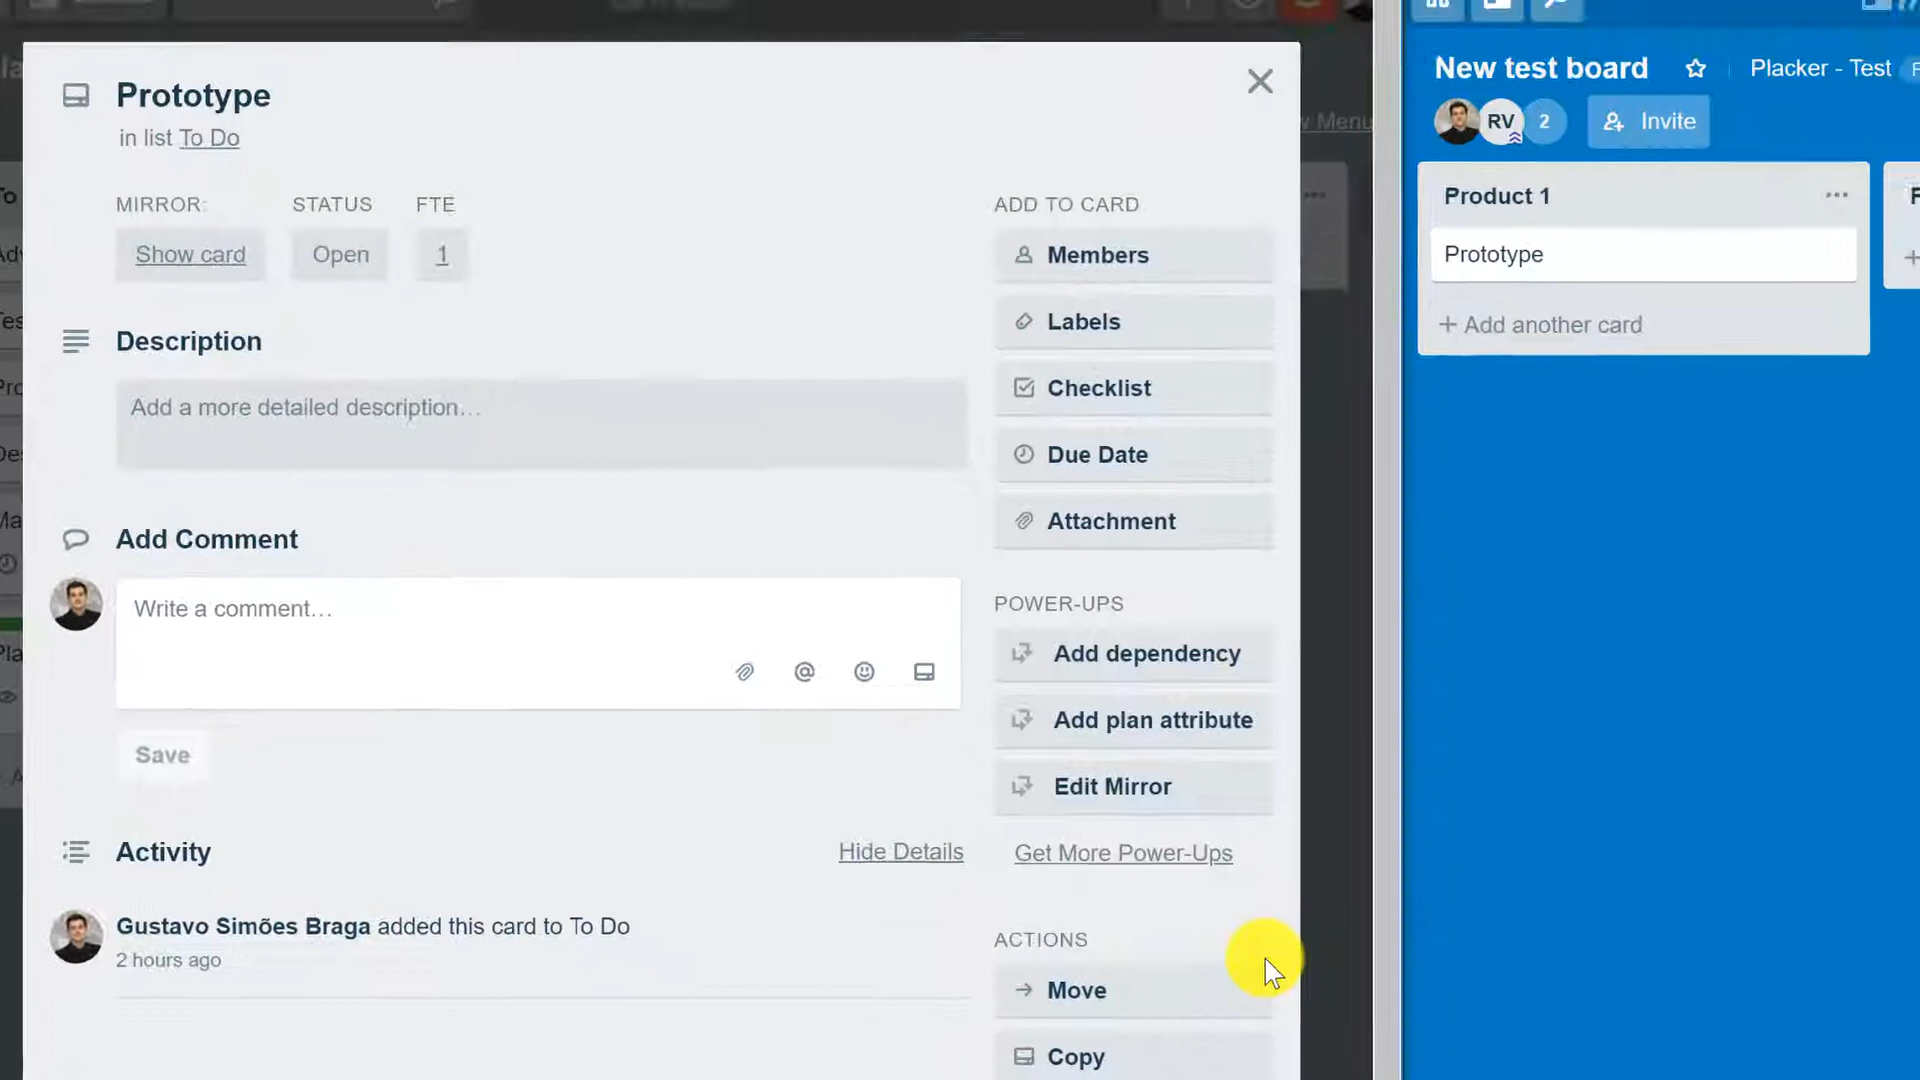 Prototype
in list To Do
MIRROR: STATUS FTE
Show card Open 1
Description
Add a more detailed description…
Add Comment
Write a comment…
@
Save
Activity Hide Details
Gustavo Simões Braga added this card to To Do
2 hours ago
ADD TO CARD
Members
Labels
Checklist
Due Date
Attachment
POWER-UPS
Add dependency
Add plan attribute
Edit Mirror
Get More Power-Ups
ACTIONS
Move
Copy
w Menu
New test board Placker - Test
RV 2 Invite
Product 1
Prototype
+ Add another card